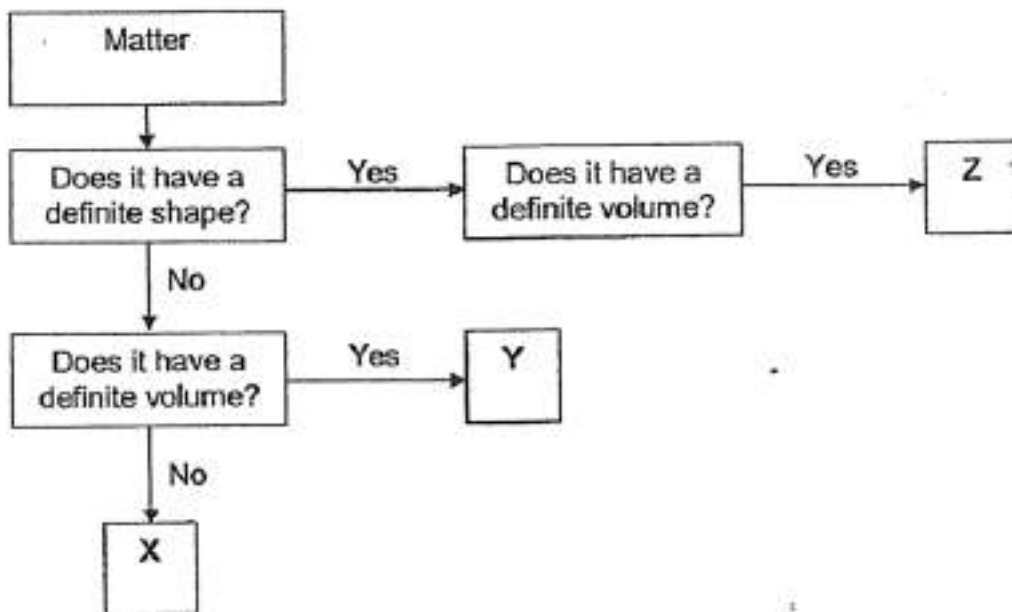 Matter
Does it have a
definite shape?
Yes
Does it have a
definite volume?
Yes
Z
No
Does it have a
definite volume?
Yes
Y
No
X